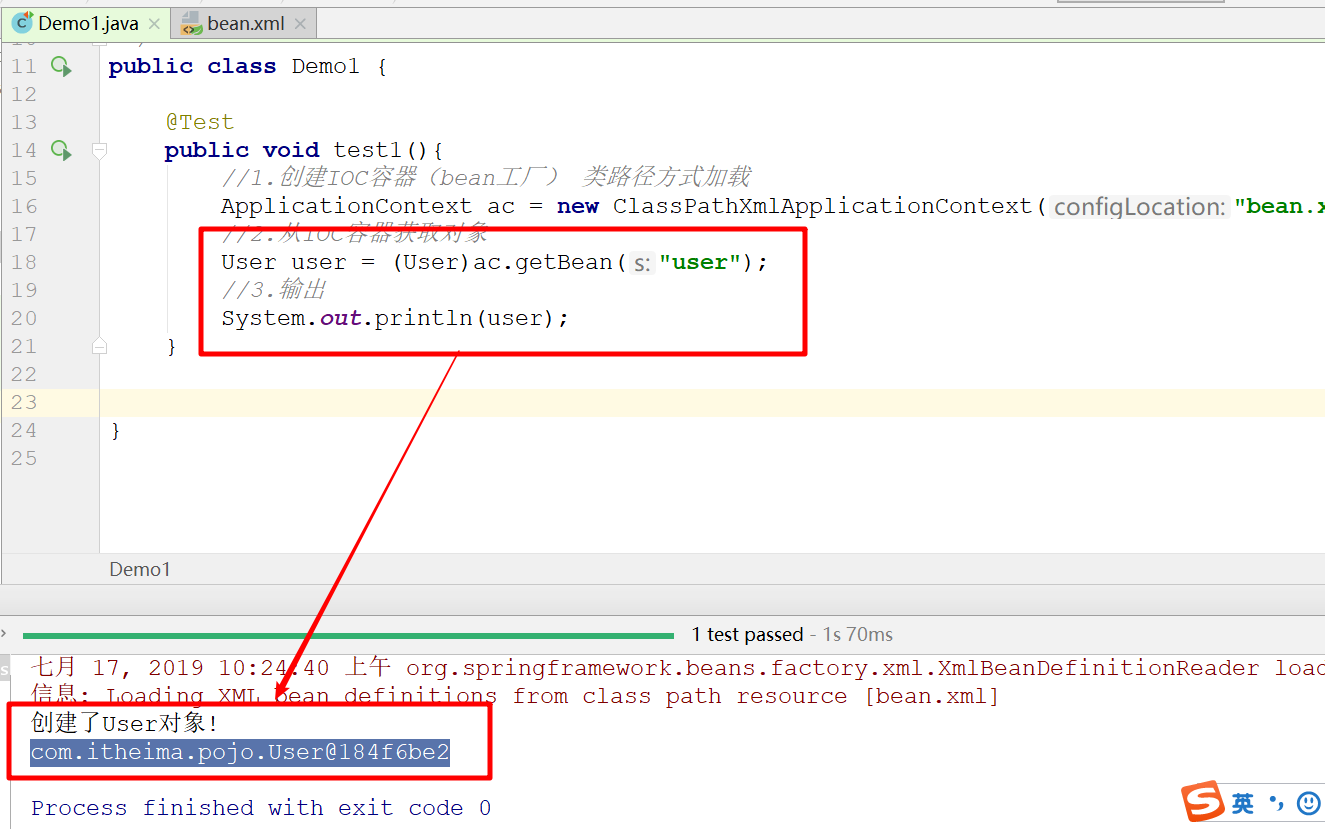 Demo1.java
bean.xml
11 public class Demo1 {
12
13 @Test
14 public void test1(){
15 //1.创建IOC容器（bean工厂） 类路径方式加载
16 ApplicationContext ac = new ClassPathXmlApplicationContext( configLocation: "bean.x
17 //2.从IOC容器获取对象
18 User user = (User)ac.getBean( s: "user");
19 //3.输出
20 System.out.println(user);
21 }
22
23
24 }
25
Demo1
1 test passed - 1s 70ms
七月 17, 2019 10:24:40 上午 org.springframework.beans.factory.xml.XmlBeanDefinitionReader load
信息: Loading XML bean definitions from class path resource [bean.xml]
创建了User对象!
com.itheima.pojo.User@184f6be2
Process finished with exit code 0
英